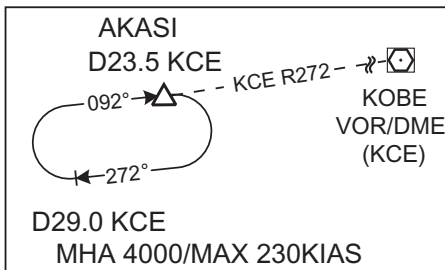 AKASI
D23.5 KCE
KCE R272
092°
KOBE
VOR/DME
(KCE)
272°
D29.0 KCE
MHA 4000/MAX 230KIAS